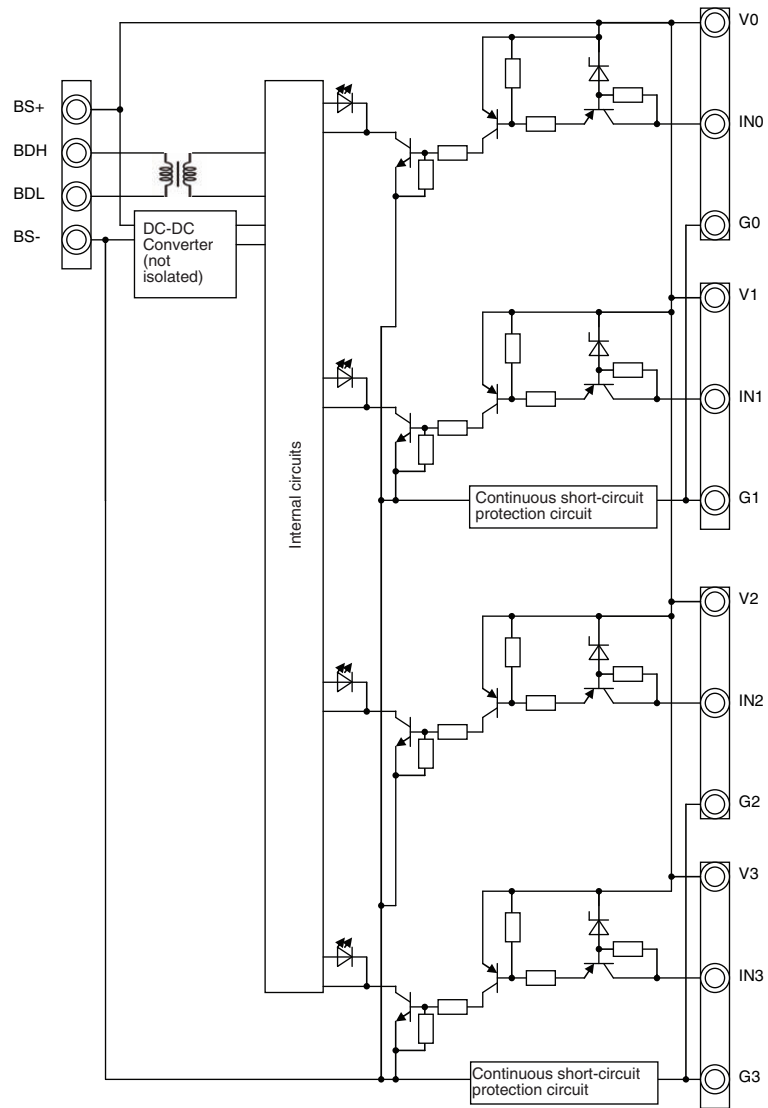 V0
BS+
IN0
BDH
BDL
G0
BS-
DC-DC
Converter
(not
isolated)
V1
IN1
Internal circuits
Continuous short-circuit
protection circuit
G1
V2
IN2
G2
V3
IN3
Continuous short-circuit
protection circuit
G3